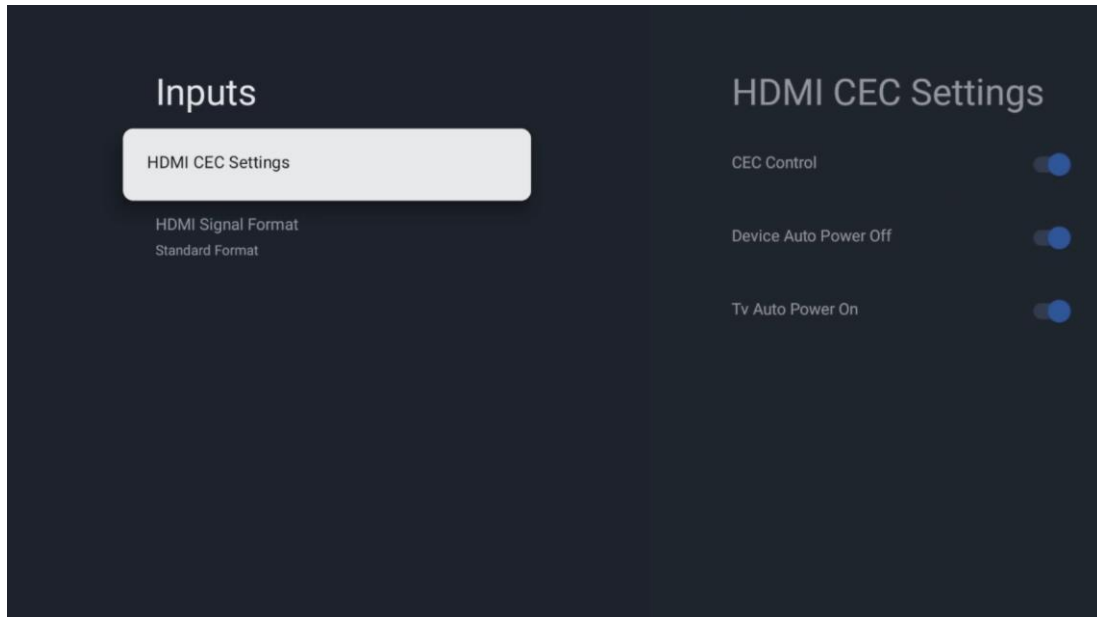 Inputs
HDMI CEC Settings
HDMI Signal Format
Standard Format
HDMI CEC Settings
CEC Control
Device Auto Power Off
Tv Auto Power On